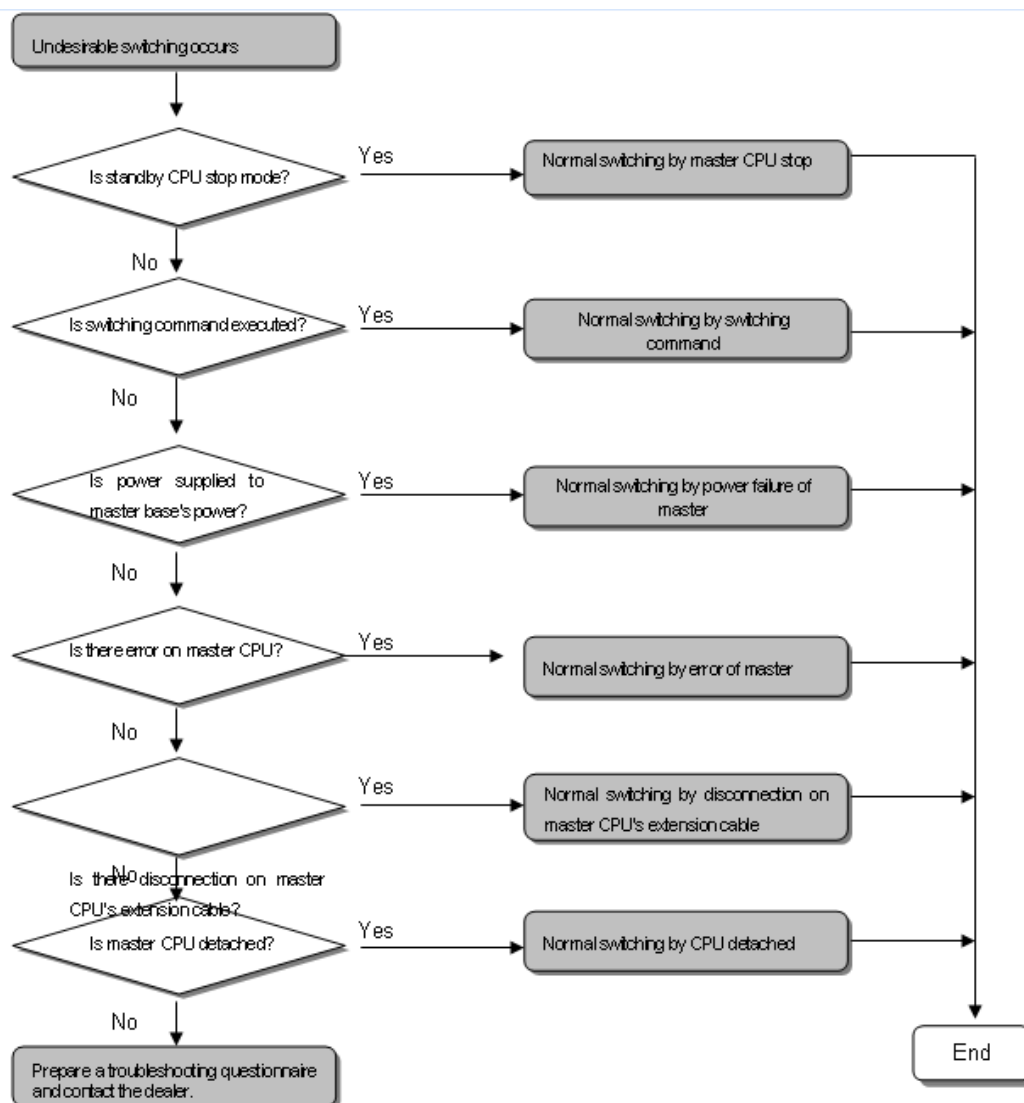 Undesirable switching occurs
Is standby CPU stop mode?
Yes
Normal switching by master CPU stop
No
Is switching command executed?
Yes
Normal switching by switching
command
No
Is power supplied to
master base's power?
Yes
Normal switching by power failure of
master
No
Is there error on master CPU?
Yes
Normal switching by error of master
No
Yes
Normal switching by disconnection on
master CPU's extension cable
No
Is there disconnection on master
CPU's extension cable?
Is master CPU detached?
Yes
Normal switching by CPU detached
No
Prepare a troubleshooting questionnaire
and contact the dealer.
End